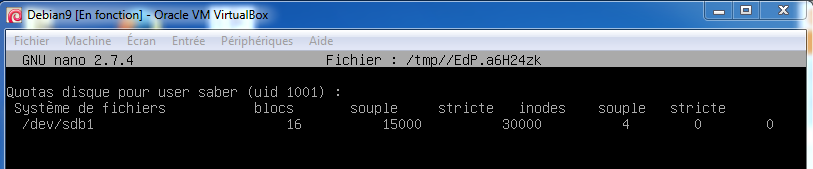 Debian9 [En fonction] - Oracle VM VirtualBox
Fichier Machine Écran Entrée Périphériques Aide
GNU nano 2.7.4 Fichier : /tmp//EdP.a6H24zk
Quotas disque pour user saber (uid 1001) :
Système de fichiers blocs souple stricte inodes souple stricte
/dev/sdb1 16 15000 30000 4 0 0